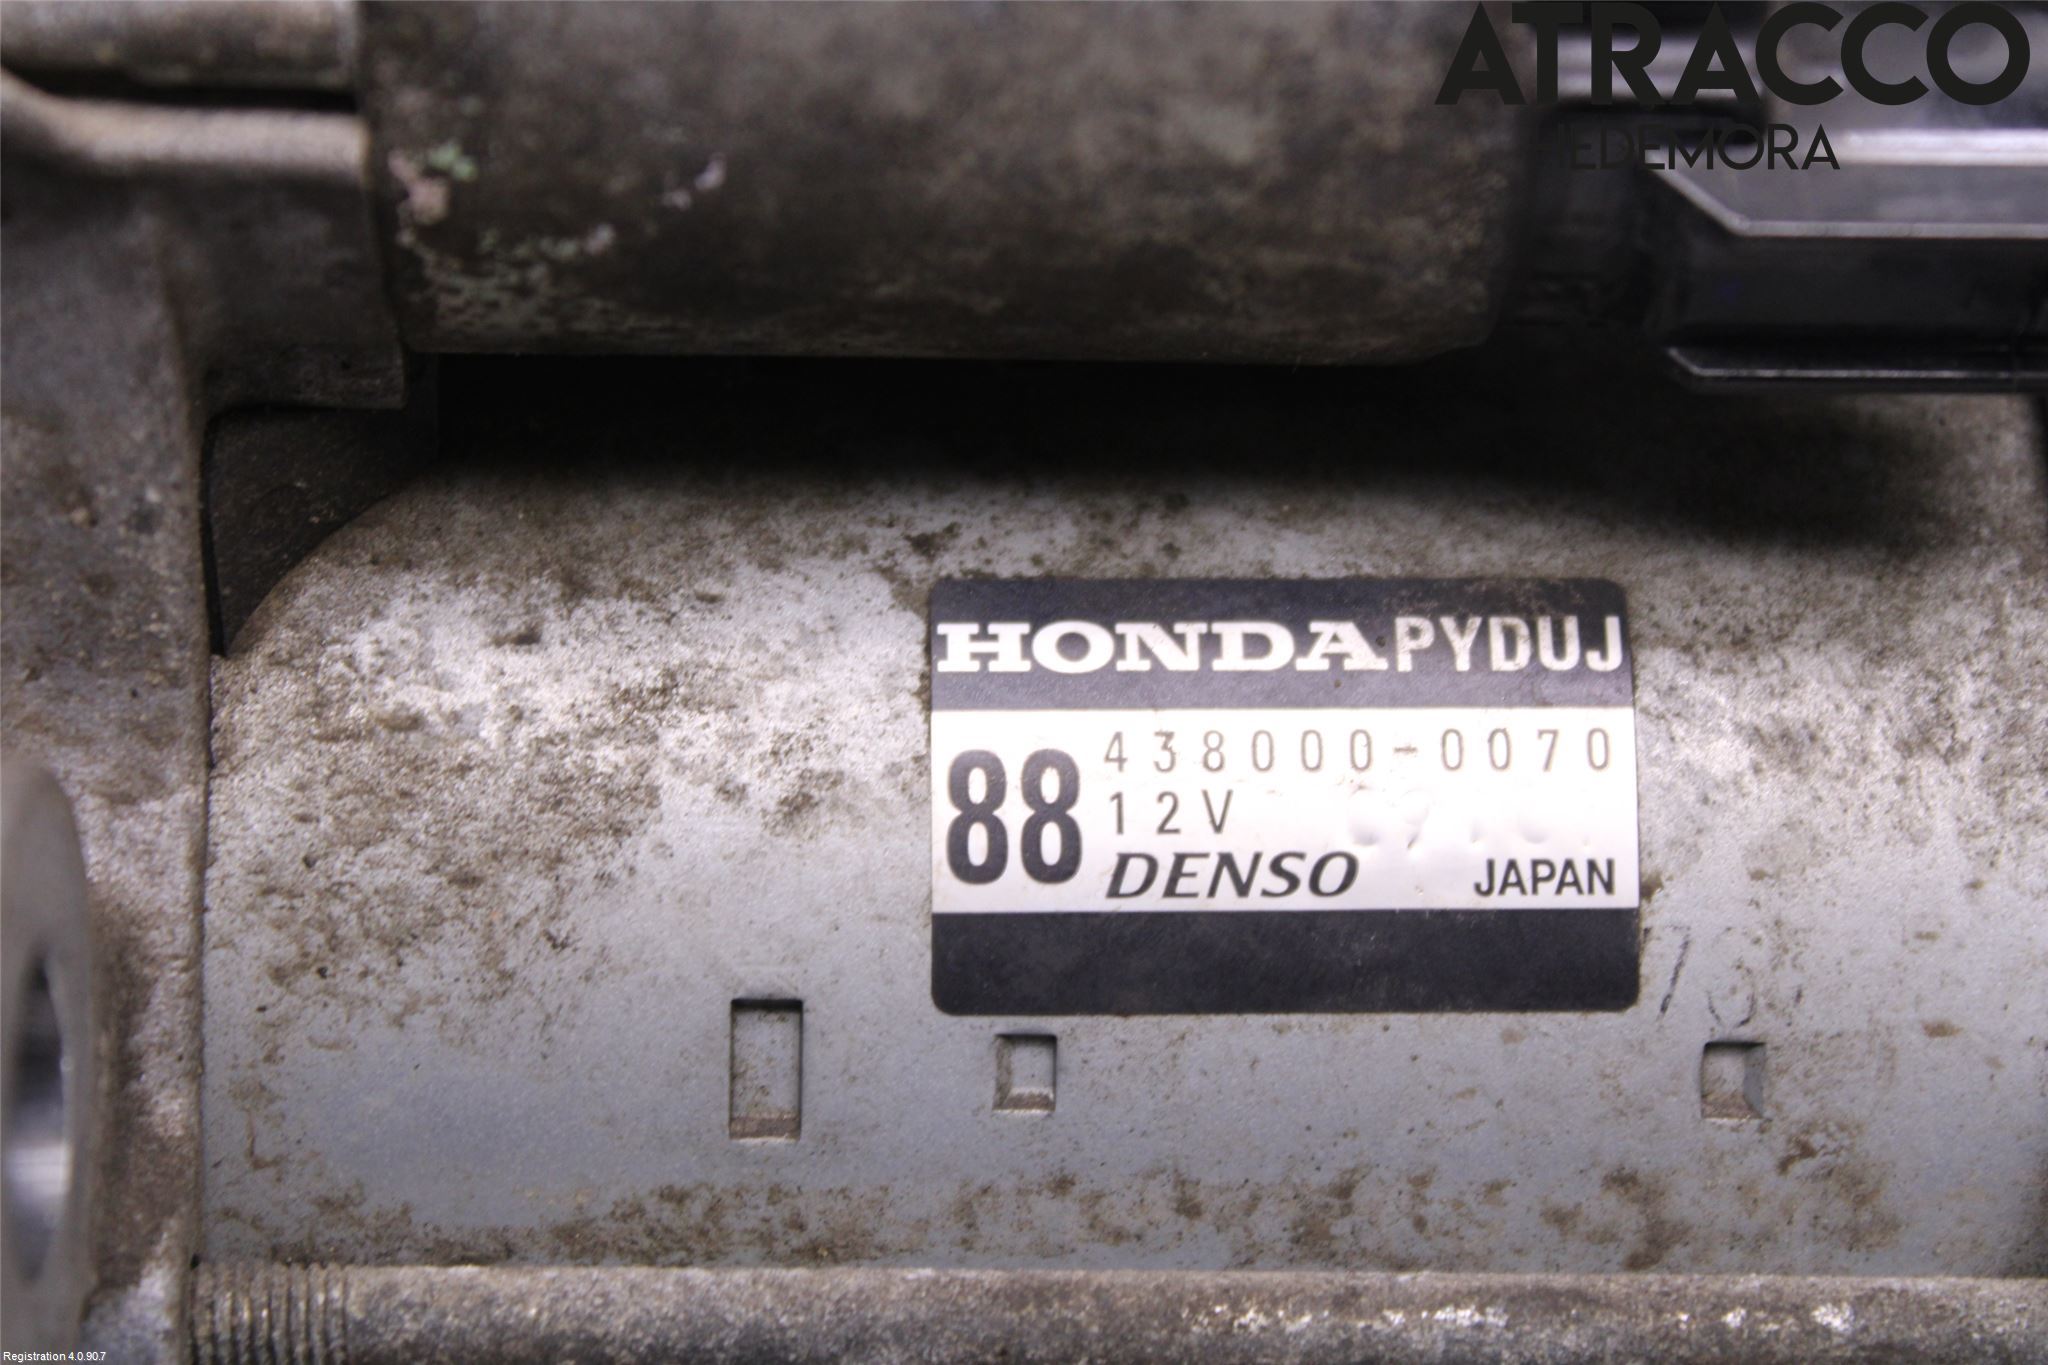 ATRACCO
HEDEMORA
HONDA PYDUJ
88
438000-0070
12V
DENSO JAPAN
Registration 4.0.90.7